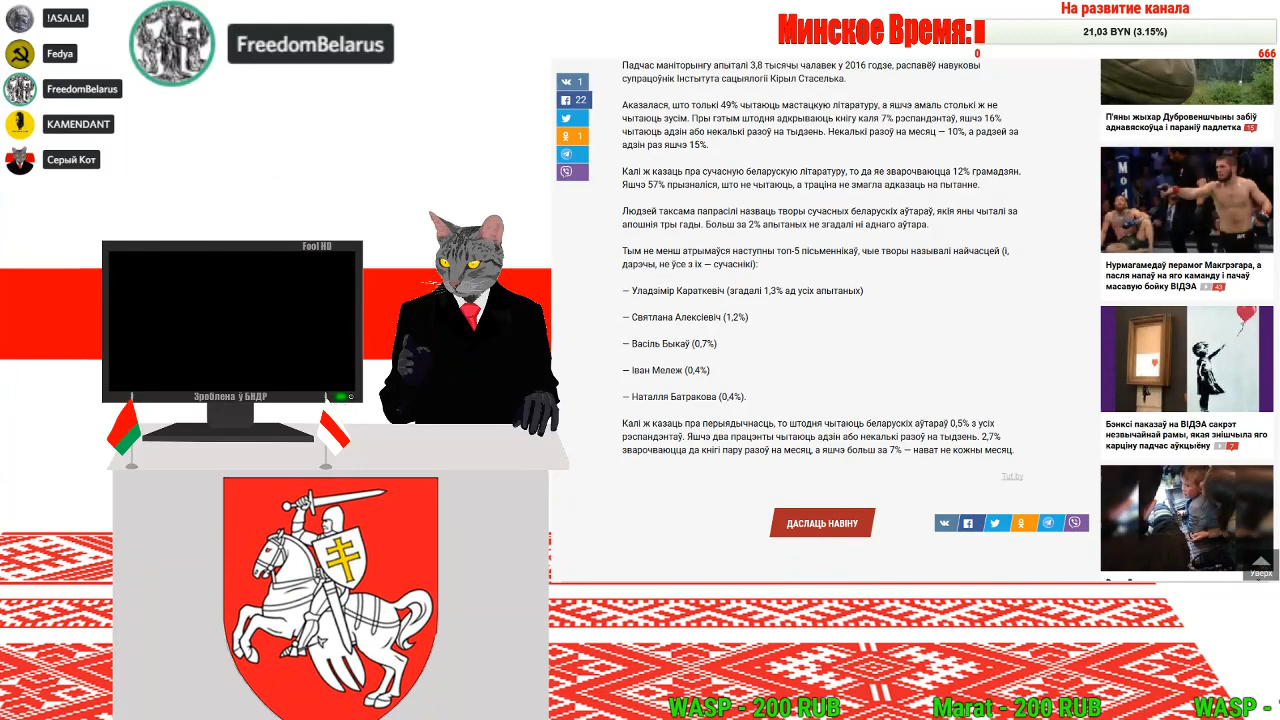 !ASALA!
Fedya
FreedomBelarus
KAMENDANT
Серый Кот
FreedomBelarus
Минское Время:
На развитие канала
21,03 BYN (3.15%)
0
666
1
22
1
Падчас маніторынгу апыталі 3,8 тысячы чалавек у 2016 годзе, распавёў навуковы
супрацоўнік Інстытута сацыялогіі Кірыл Стаселька.
Аказалася, што толькі 49% чытаюць мастацкую літаратуру, а яшчэ амаль столькі ж не
чытаюць зусім. Пры гэтым штодня адкрываюць кнігу каля 7% рэспандэнтаў, яшчэ 16%
чытаюць адзін або некалькі разоў на тыдзень. Некалькі разоў на месяц — 10%, а радзей за
адзін раз яшчэ 15%.
Калі ж казаць пра сучасную беларускую літаратуру, то да яе зварочваюцца 12% грамадзян.
Яшчэ 57% прызналіся, што не чытаюць, а траціна не змагла адказаць на пытанне.
Людзей таксама папрасілі назваць творы сучасных беларускіх аўтараў, якія яны чыталі за
апошнія тры гады. Больш за 2% апытаных не згадалі ні аднаго аўтара.
Тым не менш атрымаўся наступны топ-5 пісьменнікаў, чые творы называлі найчасцей (і,
дарэчы, не ўсе з іх — сучаснікі):
— Уладзімір Караткевіч (згадалі 1,3% ад усіх апытаных)
— Святлана Алексіевіч (1,2%)
— Васіль Быкаў (0,7%)
— Іван Мележ (0,4%)
— Наталля Батракова (0,4%).
Калі ж казаць пра перыядычнасць, то штодня чытаюць беларускіх аўтараў 0,5% з усіх
рэспандэнтаў. Яшчэ два працэнты чытаюць адзін або некалькі разоў на тыдзень. 2,7%
зварочваюцца да кнігі пару разоў на месяц, а яшчэ больш за 7% — нават не кожны месяц.
Tut.by
ДАСЛАЦЬ НАВІНУ
П'яны жыхар Дубровеншчыны забіў
аднавяскоўца і параніў падлетка 15
Нурмагамедаў перамог Макгрэгара, а
пасля напаў на яго каманду і пачаў
масавую бойку ВІДЭА 43
Бэнксі паказаў на ВІДЭА сакрэт
незвычайнай рамы, якая знішчыла яго
карціну падчас аўкцыёну 7
Уверх
Fool HD
Зроблена ў БНДР
WASP - 200 RUB
Marat - 200 RUB
WASP -